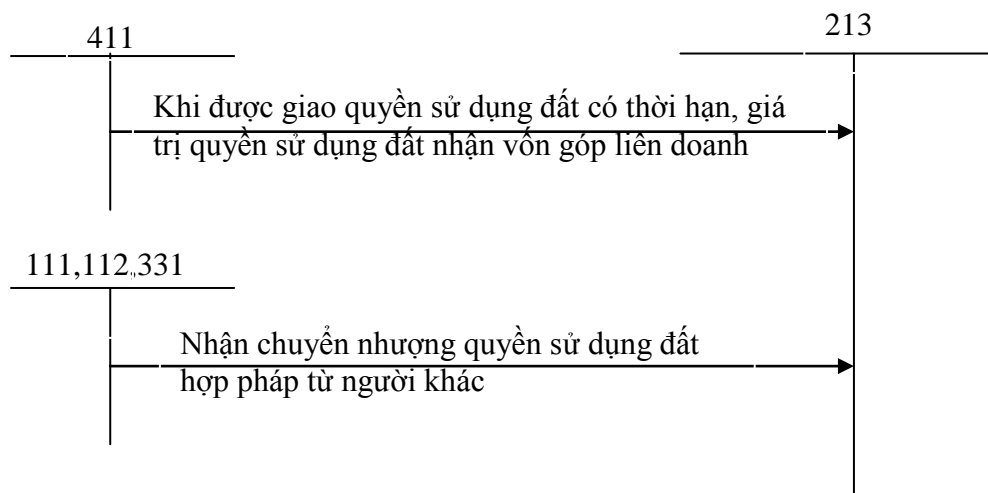 411
213
Khi được giao quyền sử dụng đất có thời hạn, giá
trị quyền sử dụng đất nhận vốn góp liên doanh
111,112,331
Nhận chuyển nhượng quyền sử dụng đất
hợp pháp từ người khác